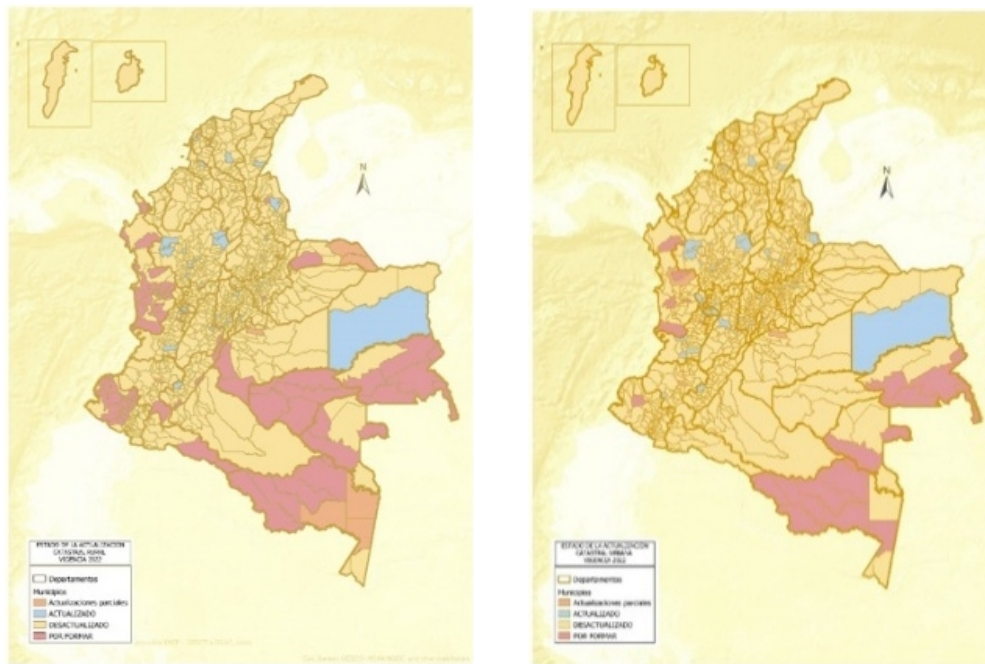 N
ESTADO DE LA ACTUALIZACION
CATASTRAL RURAL
VIGENCIA 2022
Departamentos
Municipios
Actualizaciones parciales
ACTUALIZADO
DESACTUALIZADO
POR FORMAR
N
ESTADO DE LA ACTUALIZACION
CATASTRAL URBANA
VIGENCIA 2022
Departamentos
Municipios
Actualizaciones parciales
ACTUALIZADO
DESACTUALIZADO
POR FORMAR